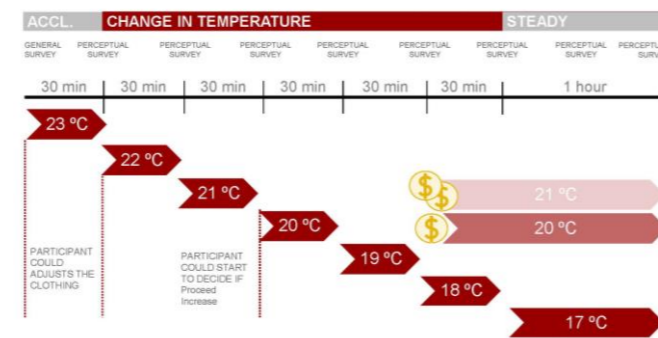 ACCL. CHANGE IN TEMPERATURE STEADY
GENERAL PERCEPTUAL PERCEPTUAL PERCEPTUAL PERCEPTUAL PERCEPTUAL PERCEPTUAL PERCEPTUAL PERCEPTUAL
SURVEY SURVEY SURVEY SURVEY SURVEY SURVEY SURVEY SURVEY SURV
30 min 30 min 30 min 30 min 30 min 30 min 1 hour
23 ºC
22 ºC
21 ºC
21 ºC
20 ºC
20 ºC
19 ºC
18 ºC
17 ºC
$
$
$
PARTICIPANT
COULD
ADJUSTS THE
CLOTHING
PARTICIPANT
COULD START
TO DECIDE IF
Proceed
Increase